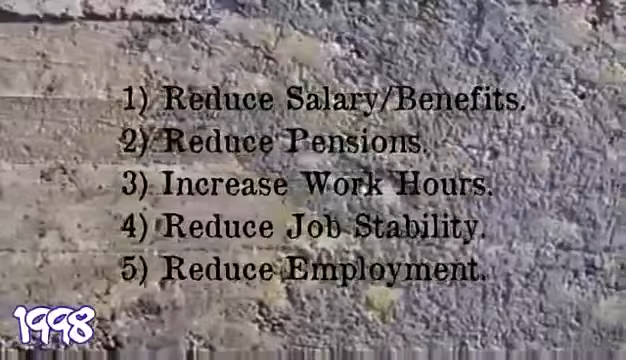 1) Reduce Salary/Benefits.
2) Reduce Pensions.
3) Increase Work Hours.
4) Reduce Job Stability.
5) Reduce Employment.
1998